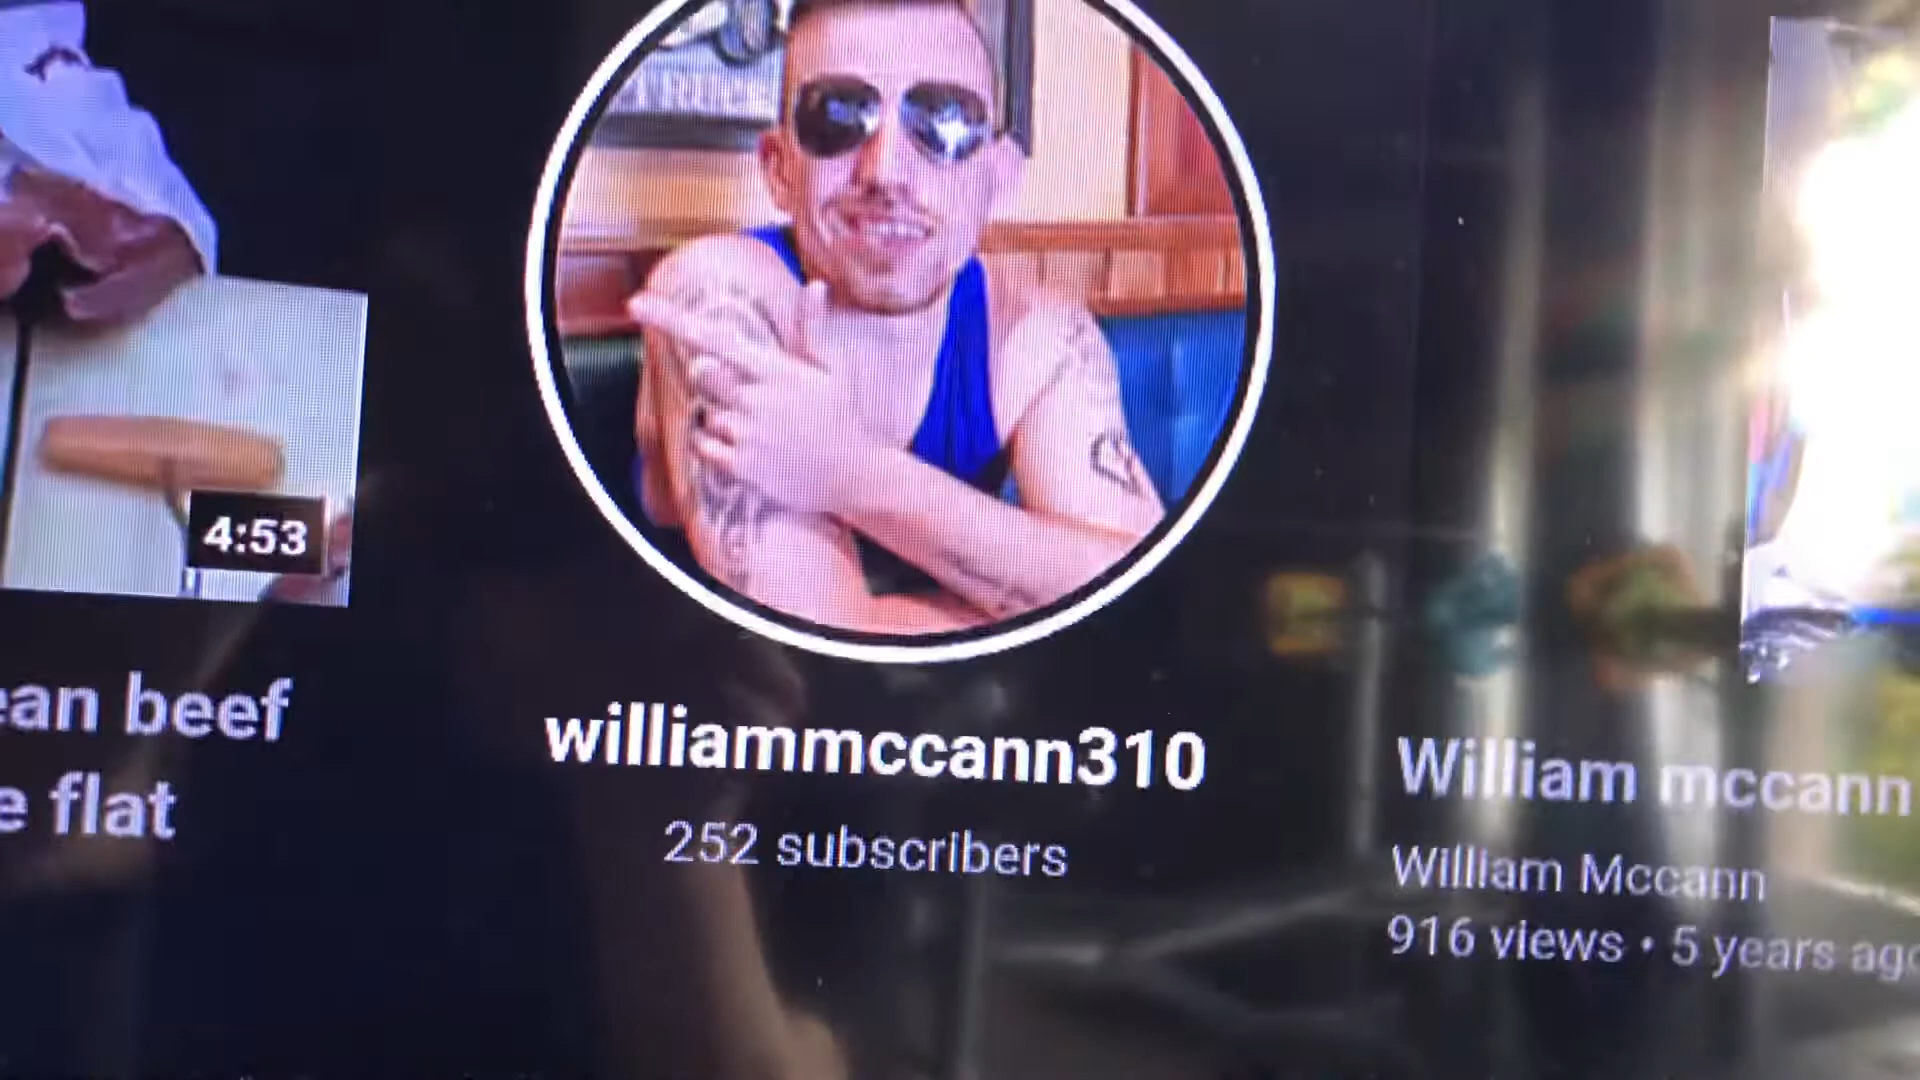 4:53
ean beef
e flat
williammccann310
252 subscribers
William mccann
William Mccann
916 views • 5 years ago